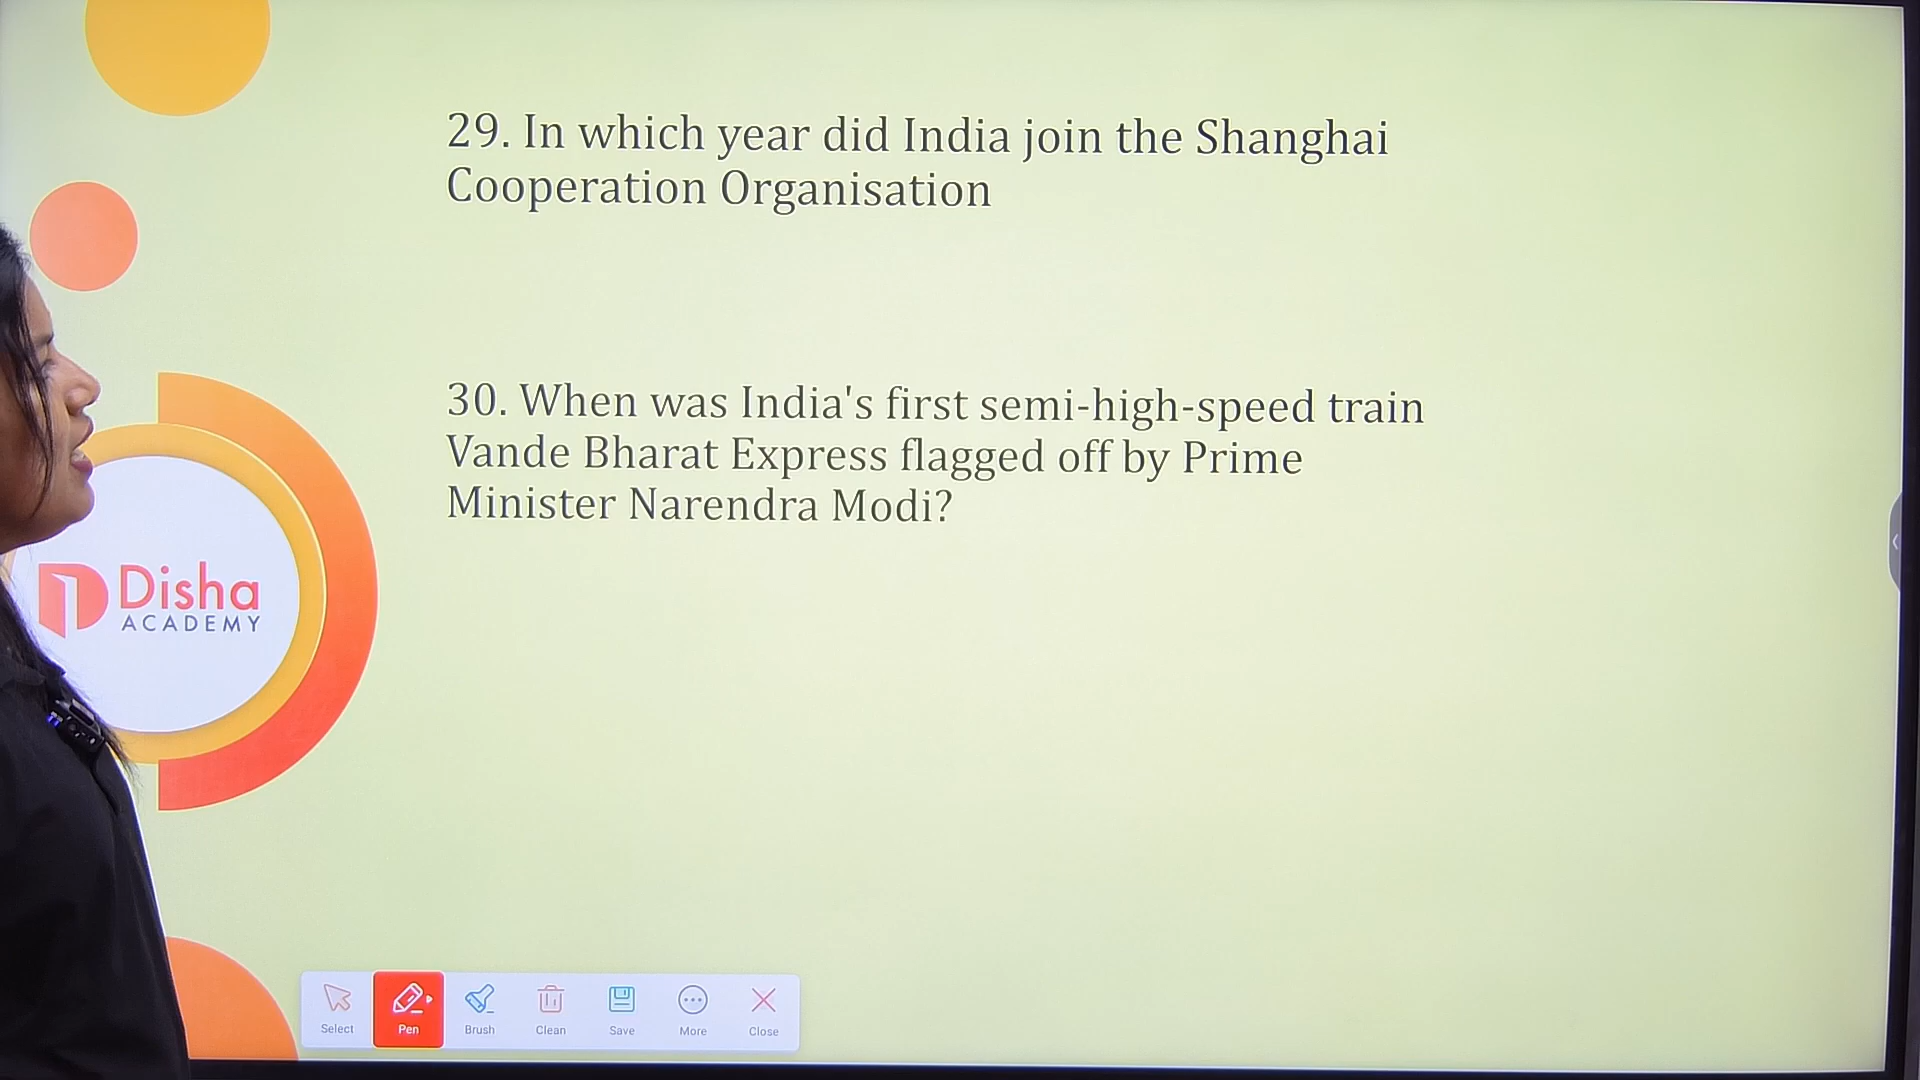 29. In which year did India join the Shanghai
Cooperation Organisation
30. When was India's first semi-high-speed train
Vande Bharat Express flagged off by Prime
Minister Narendra Modi?
Disha
ACADEMY
Select
Pen
Brush
Clean
Save
More
Close